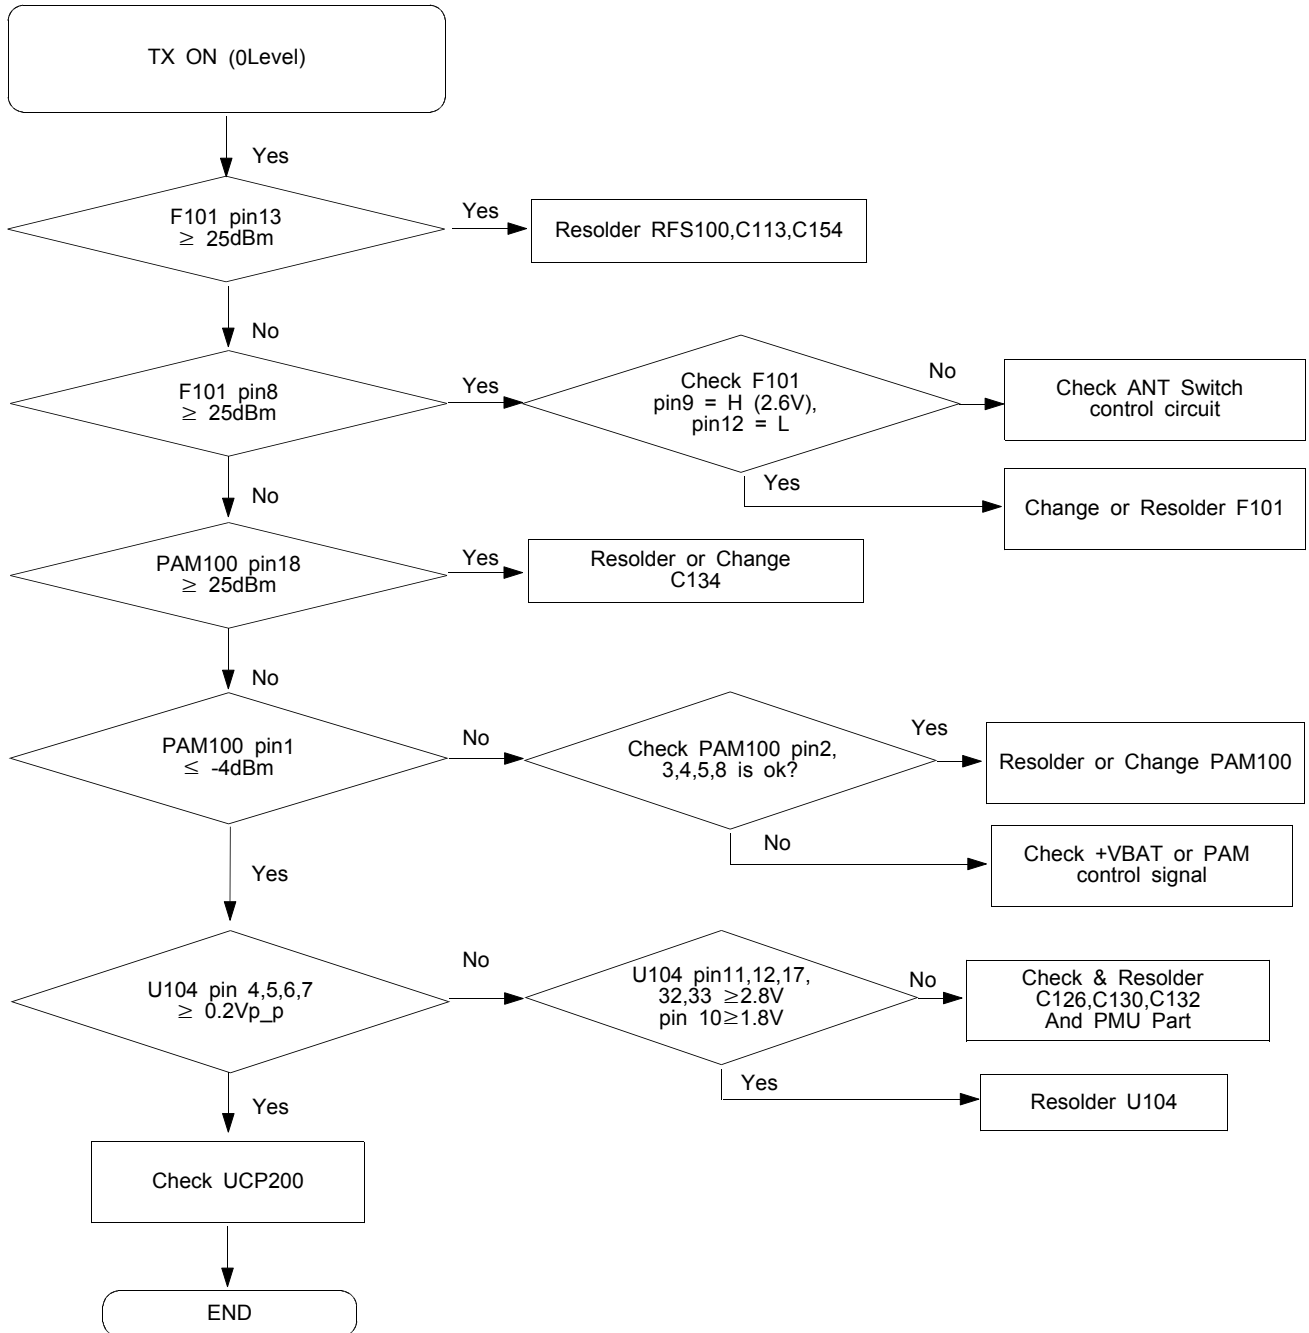 TX ON (0Level)
Yes
F101 pin13
≥ 25dBm
Yes
Resolder RFS100,C113,C154
No
F101 pin8
≥ 25dBm
Yes
Check F101
pin9 = H (2.6V),
pin12 = L
No
Check ANT Switch
control circuit
Yes
Change or Resolder F101
No
PAM100 pin18
≥ 25dBm
Yes
Resolder or Change
C134
No
PAM100 pin1
≤ -4dBm
No
Check PAM100 pin2,
3,4,5,8 is ok?
Yes
Resolder or Change PAM100
No
Check +VBAT or PAM
control signal
Yes
U104 pin 4,5,6,7
≥ 0.2Vp_p
No
U104 pin11,12,17,
32,33 ≥2.8V
pin 10≥1.8V
No
Check & Resolder
C126,C130,C132
And PMU Part
Yes
Resolder U104
Yes
Check UCP200
END